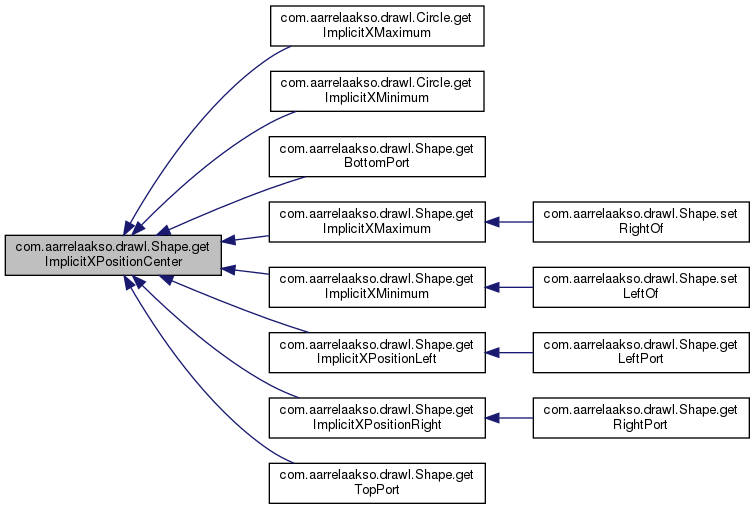 com.aarrelaakso.drawl.Circle.get
ImplicitXMaximum
com.aarrelaakso.drawl.Circle.get
ImplicitXMinimum
com.aarrelaakso.drawl.Shape.get
BottomPort
com.aarrelaakso.drawl.Shape.get
ImplicitXMaximum
com.aarrelaakso.drawl.Shape.set
RightOf
com.aarrelaakso.drawl.Shape.get
ImplicitXPositionCenter
com.aarrelaakso.drawl.Shape.get
ImplicitXMinimum
com.aarrelaakso.drawl.Shape.set
LeftOf
com.aarrelaakso.drawl.Shape.get
ImplicitXPositionLeft
com.aarrelaakso.drawl.Shape.get
LeftPort
com.aarrelaakso.drawl.Shape.get
ImplicitXPositionRight
com.aarrelaakso.drawl.Shape.get
RightPort
com.aarrelaakso.drawl.Shape.get
TopPort